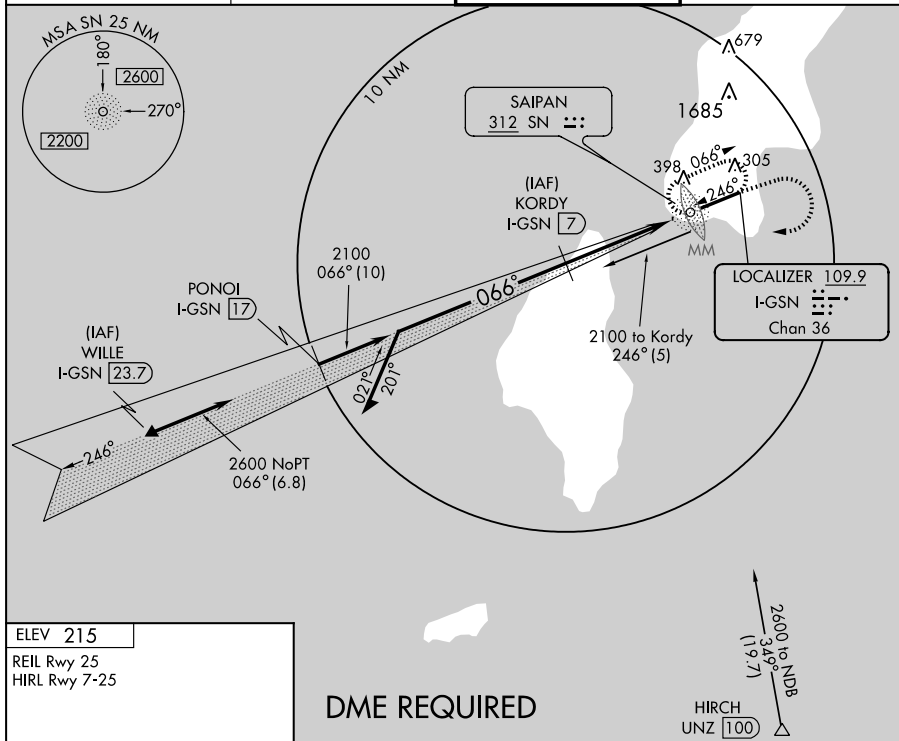 MSA SN 25 NM
180°
2600
270°
2200
10 NM
SAIPAN
312 SN
679
1685
398
066°
305
246°
MM
(IAF)
KORDY
I-GSN 7
LOCALIZER 109.9
I-GSN
Chan 36
2100
066° (10)
066°
PONOI
I-GSN 17
2100 to Kordy
246° (5)
(IAF)
WILLE
I-GSN 23.7
021°
201°
246°
2600 NoPT
066° (6.8)
ELEV 215
REIL Rwy 25
HIRL Rwy 7-25
DME REQUIRED
2600 to NDB
349°
(19.7)
HIRCH
UNZ 100